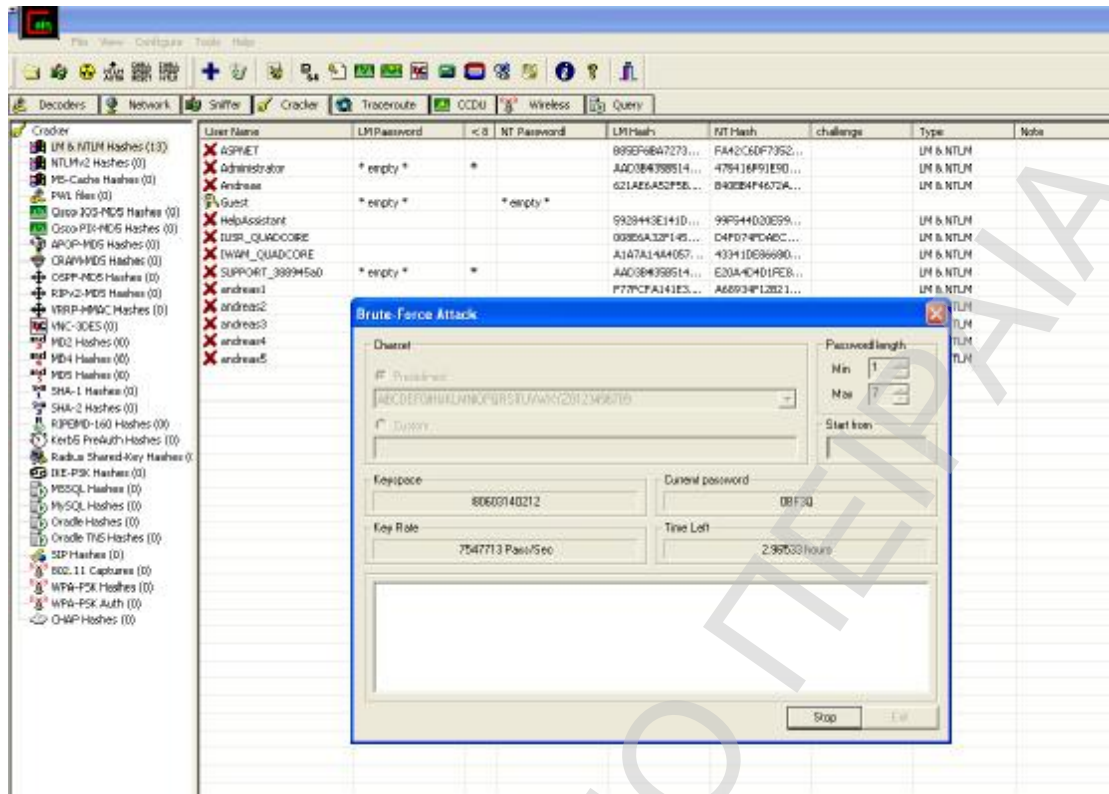 File View Configure Tools Help
Decoders Network Sniffer Cracker Traceroute CCDU Wireless Query
Cracker
LM & NTLM Hashes (13)
NTLMv2 Hashes (0)
MS-Cache Hashes (0)
PWL files (0)
Cisco IOS-MD5 Hashes (0)
Cisco PIX-MD5 Hashes (0)
APOP-MD5 Hashes (0)
CRAM-MD5 Hashes (0)
OSPF-MD5 Hashes (0)
RIPv2-MD5 Hashes (0)
VRRP-HMAC Hashes (0)
VNC-3DES (0)
MD2 Hashes (0)
MD4 Hashes (0)
MD5 Hashes (0)
SHA-1 Hashes (0)
SHA-2 Hashes (0)
RIPEMD-160 Hashes (0)
Kerb5 PreAuth Hashes (0)
Radius Shared-Key Hashes (0
IKE-PSK Hashes (0)
MSSQL Hashes (0)
MySQL Hashes (0)
Oracle Hashes (0)
Oracle TNS Hashes (0)
SIP Hashes (0)
802.11 Captures (0)
WPA-PSK Hashes (0)
WPA-PSK Auth (0)
CHAP Hashes (0)
User Name LM Password < 8 NT Password LM Hash NT Hash challenge Type Note
ASPNET LM & NTLM
Administrator * empty * * LM & NTLM
Andreas LM & NTLM
Guest * empty * * empty *
HelpAssistant LM & NTLM
IUSR_QUADCORE LM & NTLM
IWAM_QUADCORE LM & NTLM
SUPPORT_388945a0 * empty * * LM & NTLM
andreas1 LM & NTLM
andreas2
andreas3
andreas4
andreas5
Brute-Force Attack
Charset
Predefined
ABCDEFGHIJKLMNOPQRSTUVWXYZ0123456789
Custom
Password length
Min 1
Max 7
Start from
Keyspace
80603140212
Current password
0BF3Q
Key Rate
7547713 Pass/Sec
Time Left
hours
Stop Exit
ΠΕΙΡΑΙΑ